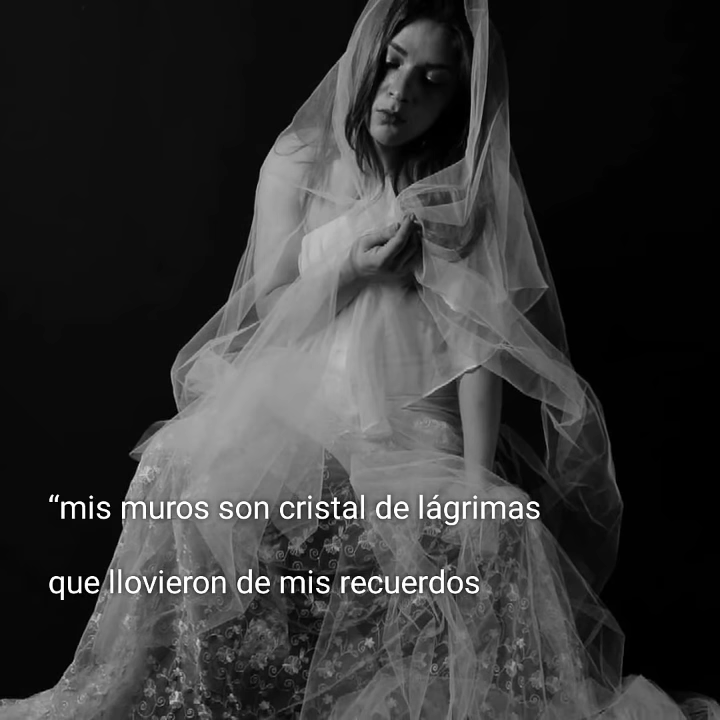 “mis muros son cristal de lágrimas
que llovieron de mis recuerdos